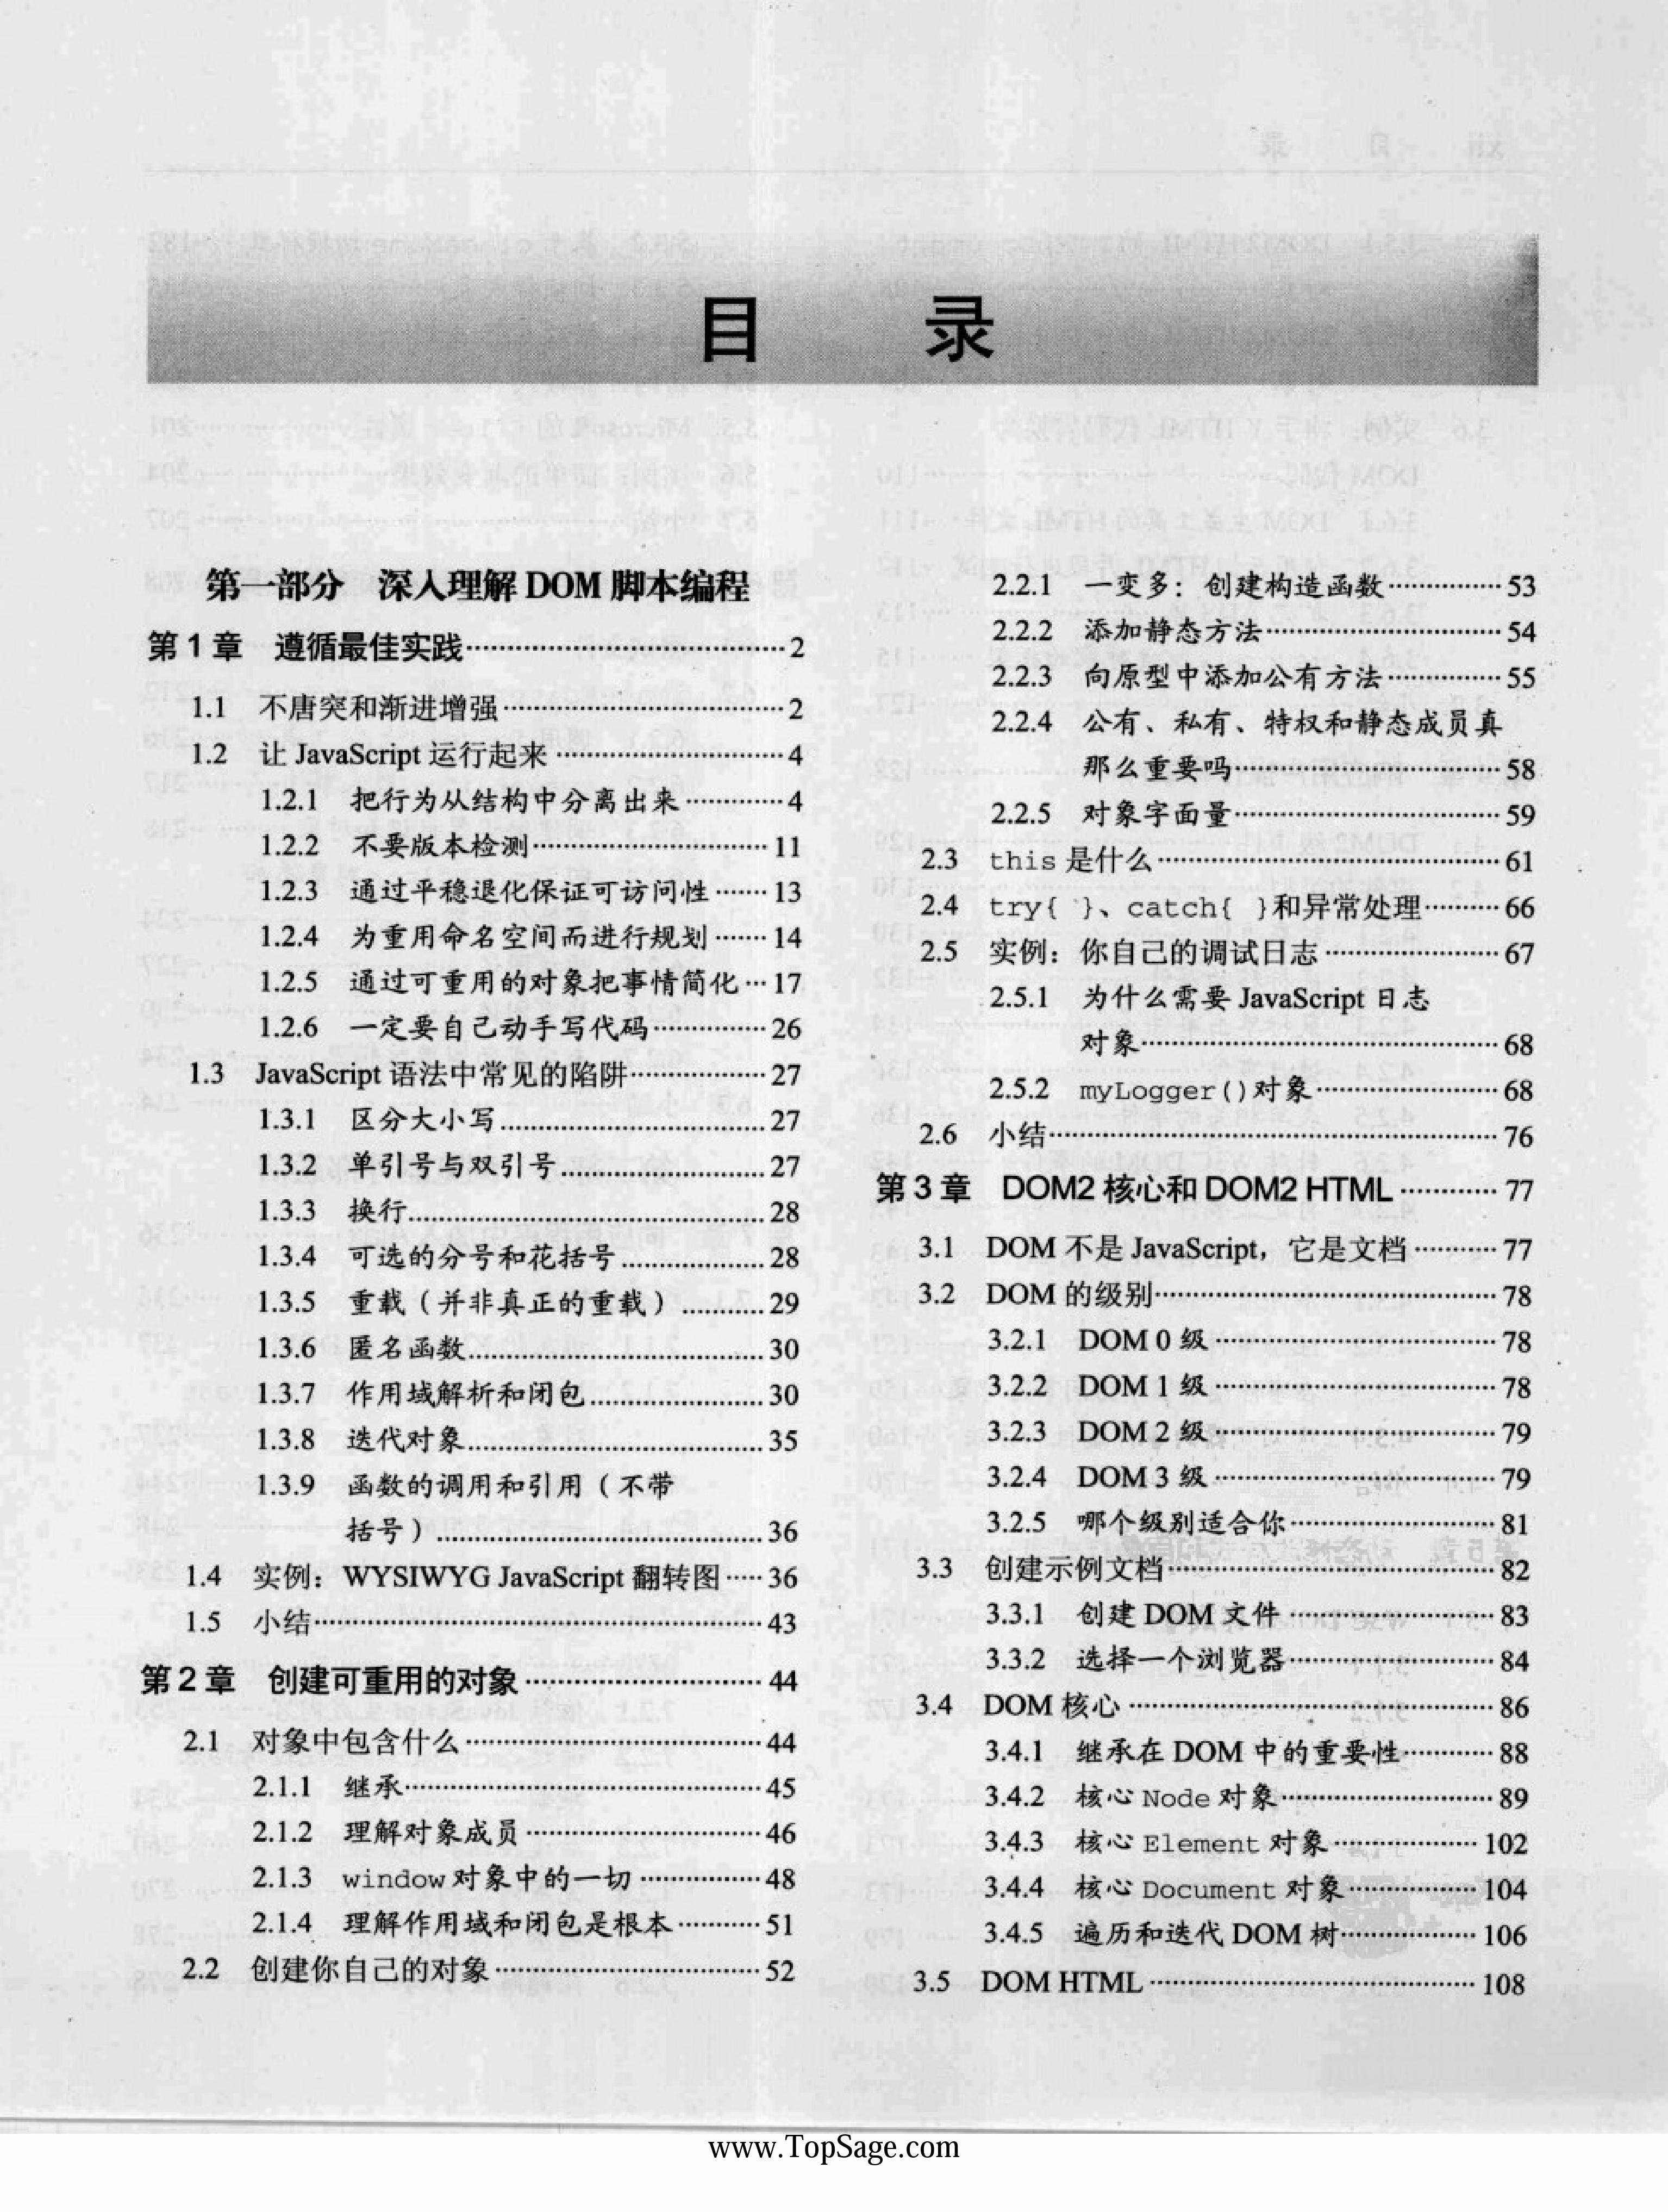 目 录
第一部分 深入理解 DOM 脚本编程
第 1 章 遵循最佳实践……2
1.1 不唐突和渐进增强……2
1.2 让 JavaScript 运行起来……4
1.2.1 把行为从结构中分离出来……4
1.2.2 不要版本检测……11
1.2.3 通过平稳退化保证可访问性……13
1.2.4 为重用命名空间而进行规划……14
1.2.5 通过可重用的对象把事情简化…17
1.2.6 一定要自己动手写代码……26
1.3 JavaScript 语法中常见的陷阱……27
1.3.1 区分大小写……27
1.3.2 单引号与双引号……27
1.3.3 换行……28
1.3.4 可选的分号和花括号……28
1.3.5 重载（并非真正的重载）……29
1.3.6 匿名函数……30
1.3.7 作用域解析和闭包……30
1.3.8 迭代对象……35
1.3.9 函数的调用和引用（不带
括号）……36
1.4 实例：WYSIWYG JavaScript 翻转图……36
1.5 小结……43
第 2 章 创建可重用的对象……44
2.1 对象中包含什么……44
2.1.1 继承……45
2.1.2 理解对象成员……46
2.1.3 window 对象中的一切……48
2.1.4 理解作用域和闭包是根本……51
2.2 创建你自己的对象……52
2.2.1 一变多：创建构造函数……53
2.2.2 添加静态方法……54
2.2.3 向原型中添加公有方法……55
2.2.4 公有、私有、特权和静态成员真
那么重要吗……58
2.2.5 对象字面量……59
2.3 this 是什么……61
2.4 try{ }、catch{ }和异常处理……66
2.5 实例：你自己的调试日志……67
2.5.1 为什么需要 JavaScript 日志
对象……68
2.5.2 myLogger()对象……68
2.6 小结……76
第 3 章 DOM2 核心和 DOM2 HTML……77
3.1 DOM 不是 JavaScript，它是文档……77
3.2 DOM 的级别……78
3.2.1 DOM 0 级……78
3.2.2 DOM 1 级……78
3.2.3 DOM 2 级……79
3.2.4 DOM 3 级……79
3.2.5 哪个级别适合你……81
3.3 创建示例文档……82
3.3.1 创建 DOM 文件……83
3.3.2 选择一个浏览器……84
3.4 DOM 核心……86
3.4.1 继承在 DOM 中的重要性……88
3.4.2 核心 Node 对象……89
3.4.3 核心 Element 对象……102
3.4.4 核心 Document 对象……104
3.4.5 遍历和迭代 DOM 树……106
3.5 DOM HTML……108
www.TopSage.com